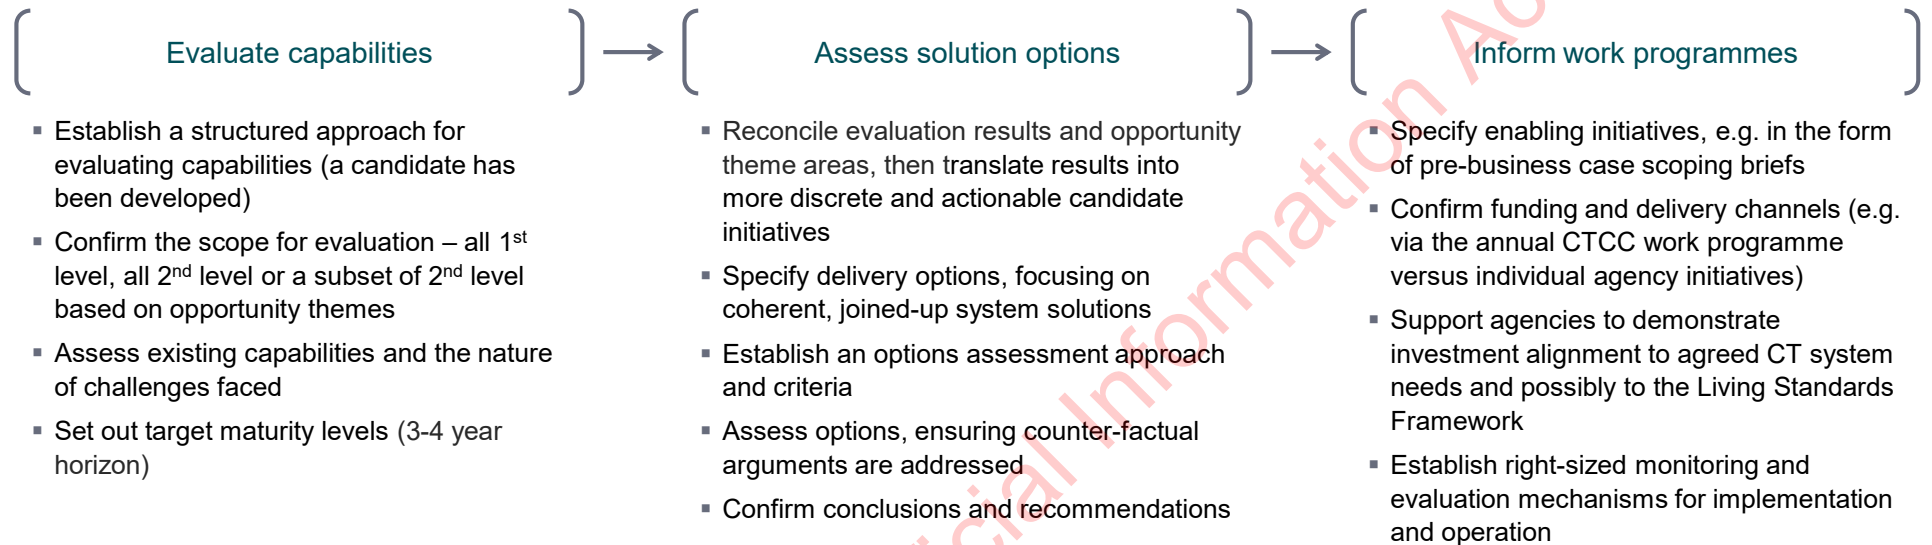 Evaluate capabilities
▪ Establish a structured approach for
evaluating capabilities (a candidate has
been developed)
▪ Confirm the scope for evaluation – all 1st
level, all 2nd level or a subset of 2nd level
based on opportunity themes
▪ Assess existing capabilities and the nature
of challenges faced
▪ Set out target maturity levels (3-4 year
horizon)
Assess solution options
▪ Reconcile evaluation results and opportunity
theme areas, then translate results into
more discrete and actionable candidate
initiatives
▪ Specify delivery options, focusing on
coherent, joined-up system solutions
▪ Establish an options assessment approach
and criteria
▪ Assess options, ensuring counter-factual
arguments are addressed
▪ Confirm conclusions and recommendations
Inform work programmes
▪ Specify enabling initiatives, e.g. in the form
of pre-business case scoping briefs
▪ Confirm funding and delivery channels (e.g.
via the annual CTCC work programme
versus individual agency initiatives)
▪ Support agencies to demonstrate
investment alignment to agreed CT system
needs and possibly to the Living Standards
Framework
▪ Establish right-sized monitoring and
evaluation mechanisms for implementation
and operation
Information